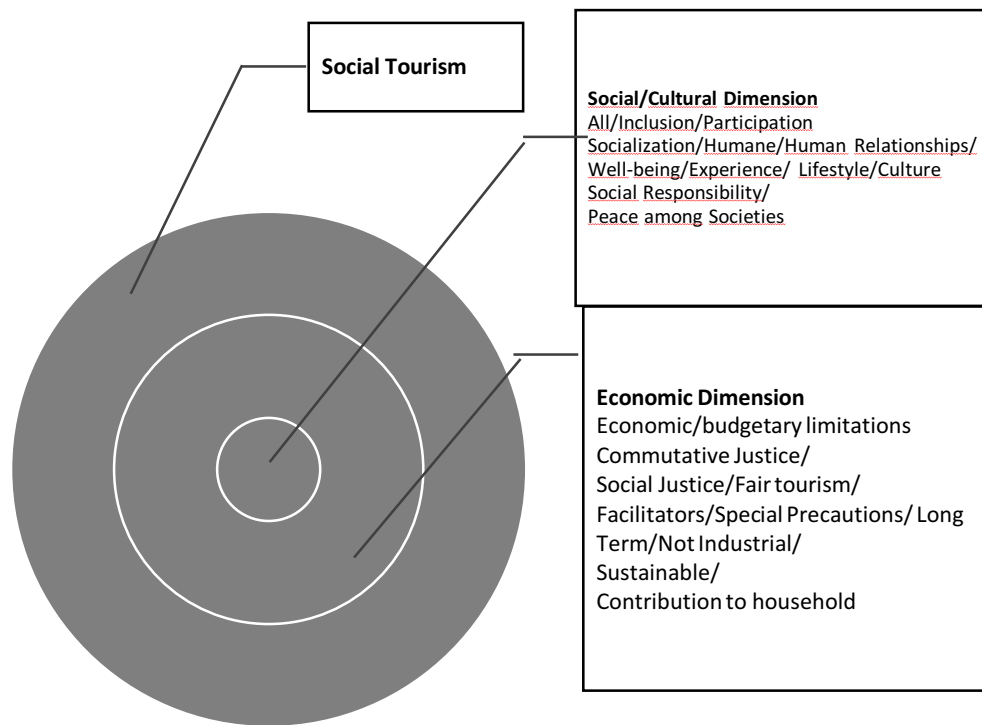 Social Tourism
Social/Cultural Dimension
All/Inclusion/Participation
Socialization/Humane/Human Relationships/
Well-being/Experience/ Lifestyle/Culture
Social Responsibility/
Peace among Societies
Economic Dimension
Economic/budgetary limitations
Commutative Justice/
Social Justice/Fair tourism/
Facilitators/Special Precautions/ Long
Term/Not Industrial/
Sustainable/
Contribution to household